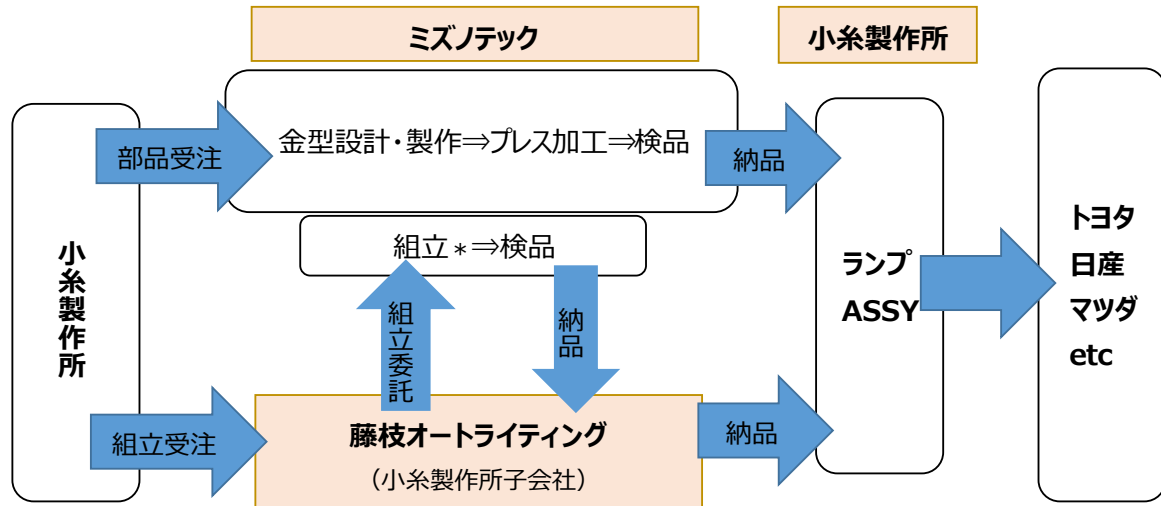 ミズノテック
小糸製作所
小糸製作所
部品受注
金型設計・製作⇒プレス加工⇒検品
納品
組立*⇒検品
組立委託
納品
組立受注
藤枝オートライティング
（小糸製作所子会社）
納品
ランプ
ASSY
トヨタ
日産
マツダ
etc